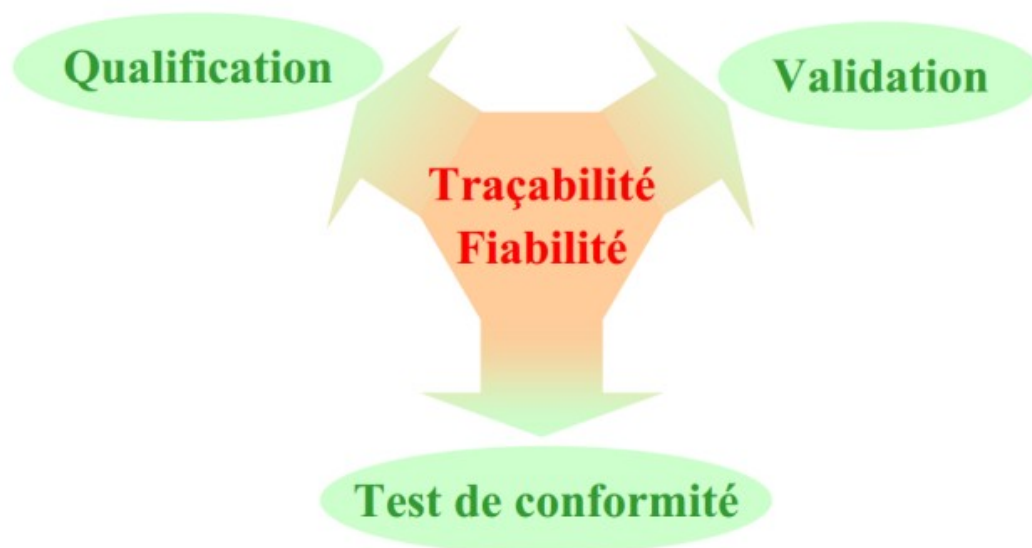 Qualification
Validation
Traçabilité
Fiabilité
Test de conformité